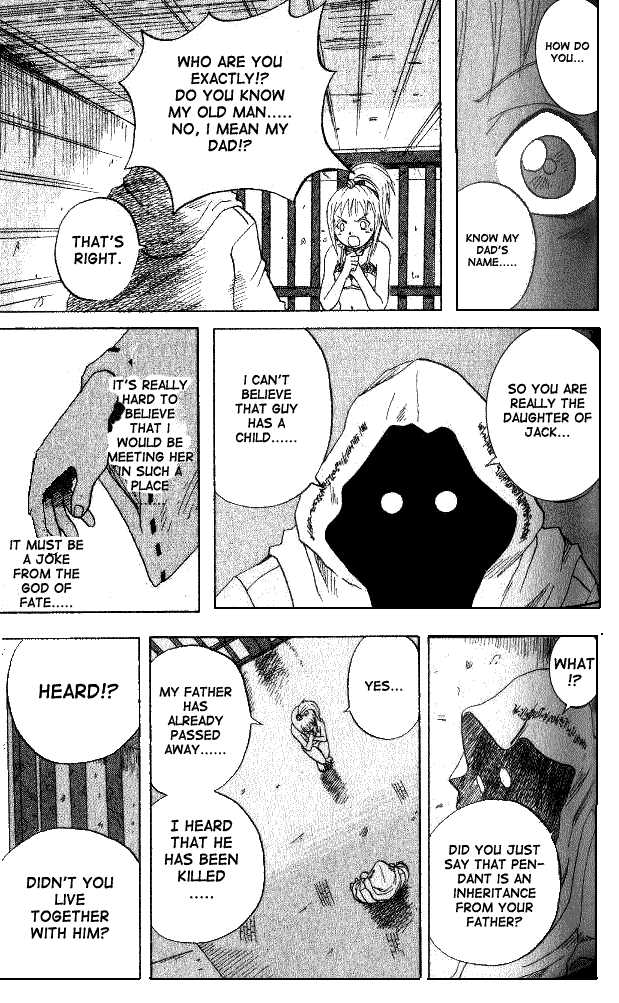 HOW DO
YOU...
KNOW MY
DAD'S
NAME.....
WHO ARE YOU
EXACTLY!?
DO YOU KNOW
MY OLD MAN.....
NO, I MEAN MY
DAD!?
THAT'S
RIGHT.
SO YOU ARE
REALLY THE
DAUGHTER OF
JACK...
I CAN'T
BELIEVE
THAT GUY
HAS A
CHILD......
IT'S REALLY
HARD TO
BELIEVE
THAT I
WOULD BE
MEETING HER
IN SUCH A
PLACE
......
IT MUST BE
A JOKE
FROM THE
GOD OF
FATE.....
WHAT
!?
DID YOU JUST
SAY THAT PEN-
DANT IS AN
INHERITANCE
FROM YOUR
FATHER?
YES...
MY FATHER
HAS
ALREADY
PASSED
AWAY......
I HEARD
THAT HE
HAS BEEN
KILLED
.....
HEARD!?
DIDN'T YOU
LIVE
TOGETHER
WITH HIM?